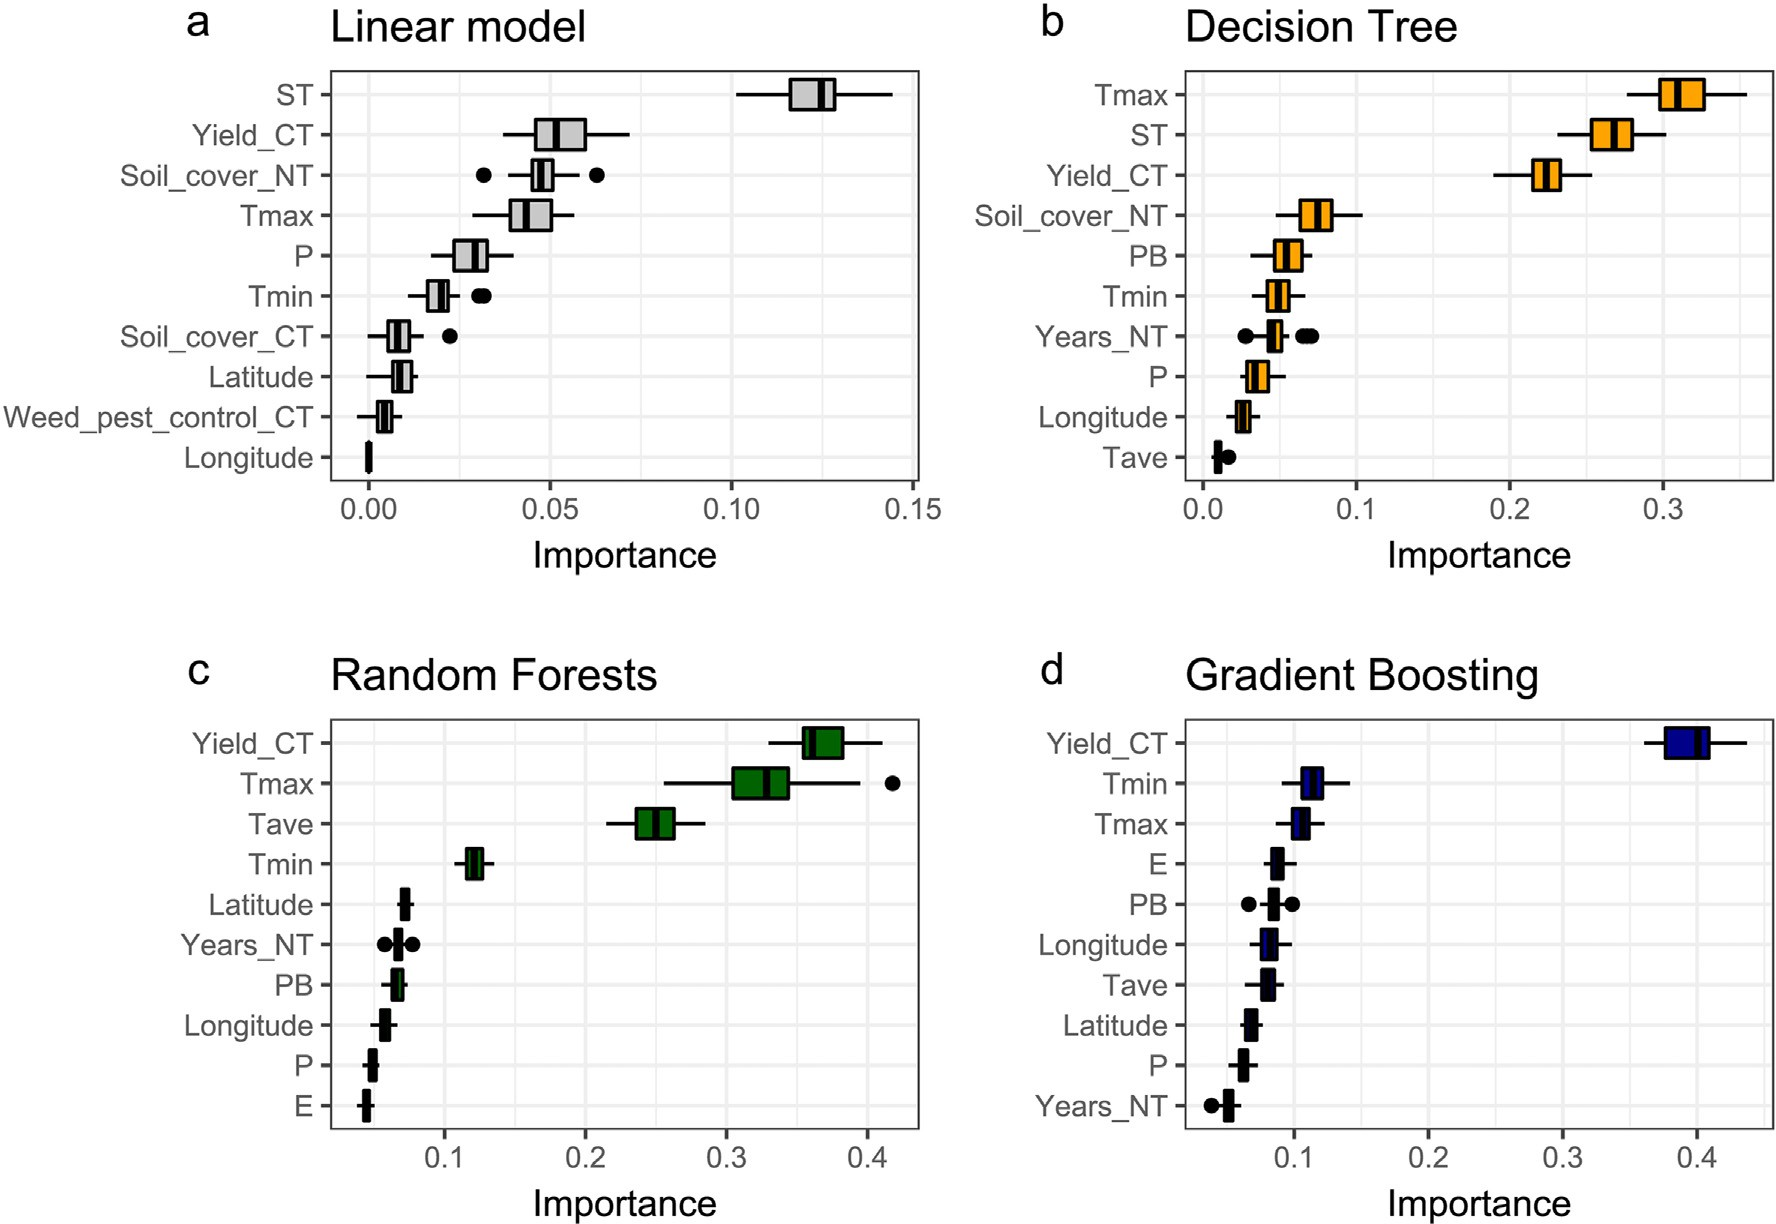 a Linear model
ST
Yield_CT
Soil_cover_NT
Tmax
P
Tmin
Soil_cover_CT
Latitude
Weed_pest_control_CT
Longitude
0.00 0.05 0.10 0.15
Importance
b Decision Tree
Tmax
ST
Yield_CT
Soil_cover_NT
PB
Tmin
Years_NT
P
Longitude
Tave
0.0 0.1 0.2 0.3
Importance
c Random Forests
Yield_CT
Tmax
Tave
Tmin
Latitude
Years_NT
PB
Longitude
P
E
0.1 0.2 0.3 0.4
Importance
d Gradient Boosting
Yield_CT
Tmin
Tmax
E
PB
Longitude
Tave
Latitude
P
Years_NT
0.1 0.2 0.3 0.4
Importance